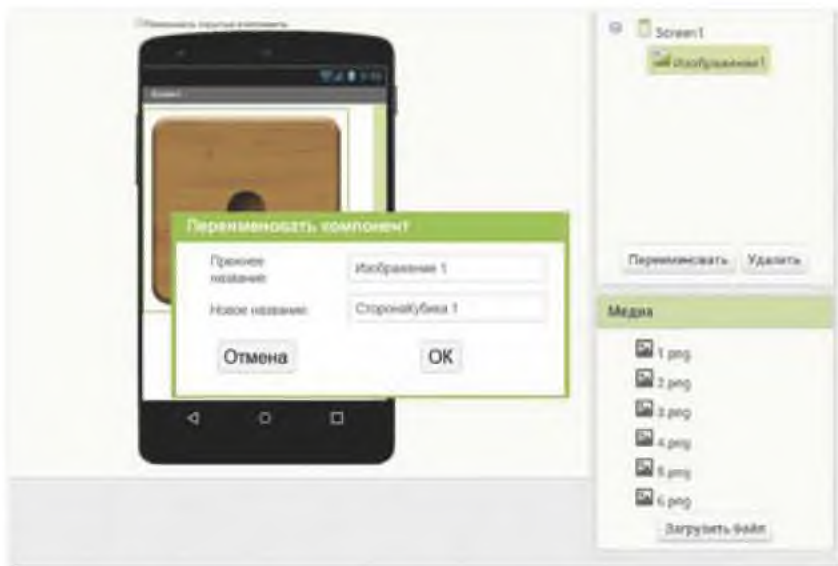 Screen1
Изображение1
Переименовать компонент
Прежнее
название:
Изображение 1
Новое название:
СторонаКубика 1
Отмена
OK
Переименовать
Удалить
Медиа
1.png
2.png
3.png
4.png
5.png
6.png
Загрузить файл